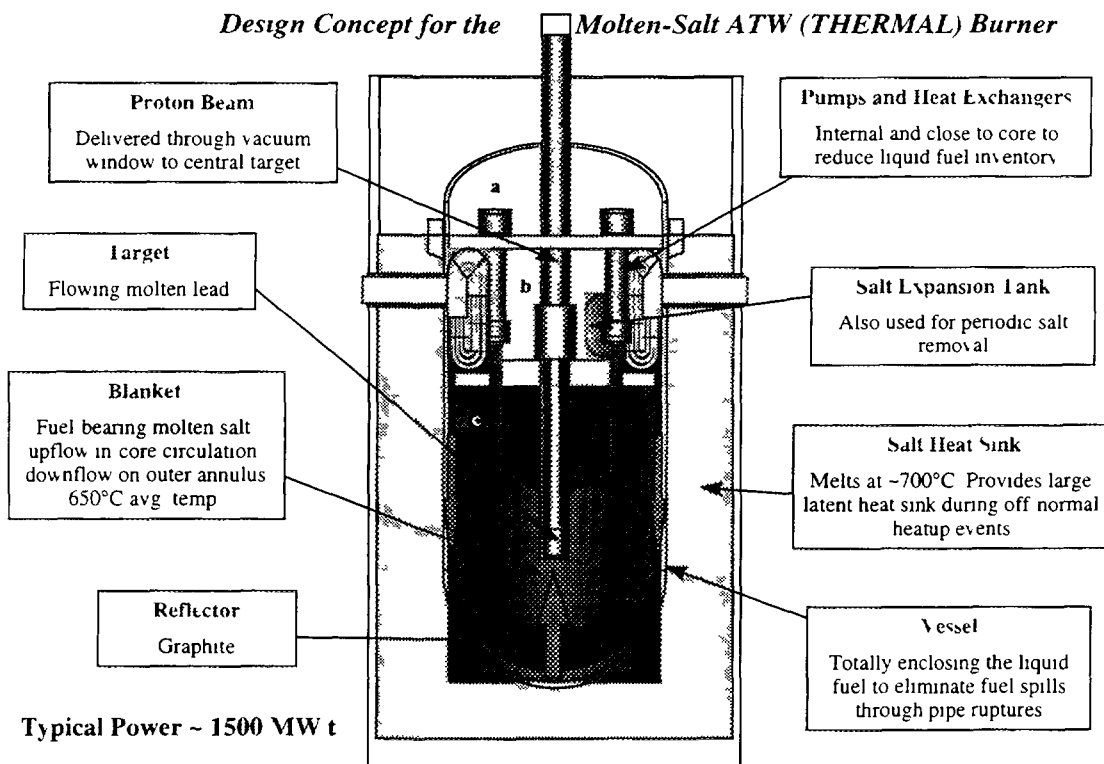 Design Concept for the Molten-Salt ATW (THERMAL) Burner
Proton Beam
Delivered through vacuum
window to central target
Pumps and Heat Exchangers
Internal and close to core to
reduce liquid fuel inventory
a
Target
Flowing molten lead
b
Salt Expansion Tank
Also used for periodic salt
removal
Blanket
Fuel bearing molten salt
upflow in core circulation
downflow on outer annulus
650°C avg temp
c
Salt Heat Sink
Melts at ~700°C Provides large
latent heat sink during off normal
heatup events
Reflector
Graphite
Vessel
Totally enclosing the liquid
fuel to eliminate fuel spills
through pipe ruptures
Typical Power ~ 1500 MW t